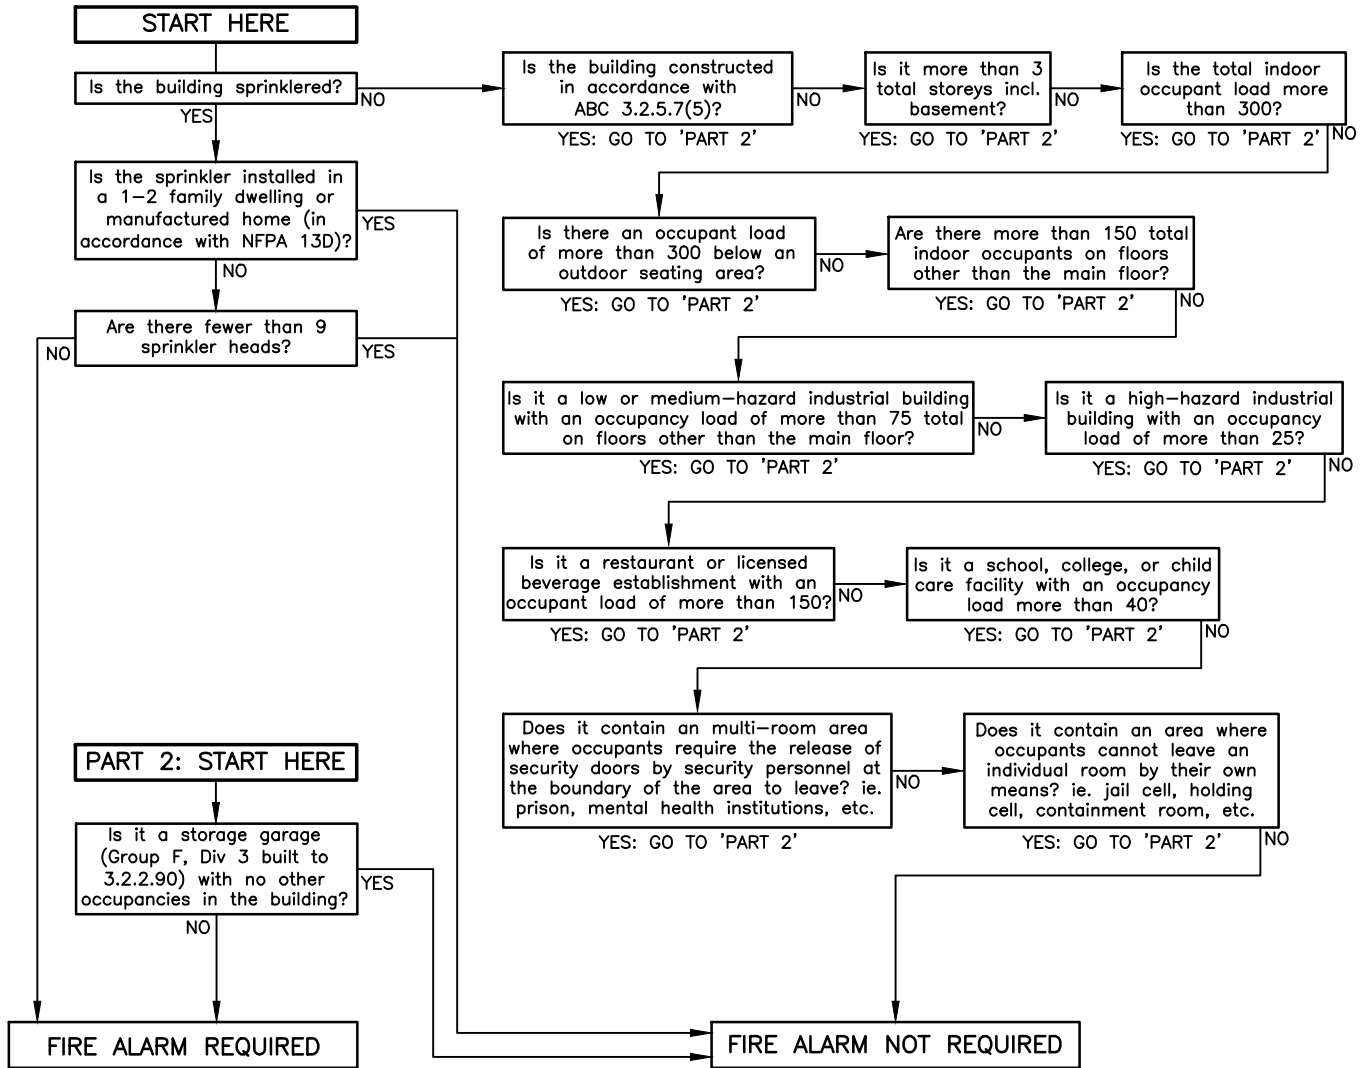 START HERE
Is the building sprinklered?
NO
YES
Is the building constructed
in accordance with
ABC 3.2.5.7(5)?
NO
YES: GO TO 'PART 2'
Is it more than 3
total storeys incl.
basement?
NO
YES: GO TO 'PART 2'
Is the total indoor
occupant load more
than 300?
NO
YES: GO TO 'PART 2'
Is the sprinkler installed in
a 1-2 family dwelling or
manufactured home (in
accordance with NFPA 13D)?
YES
NO
Is there an occupant load
of more than 300 below an
outdoor seating area?
NO
YES: GO TO 'PART 2'
Are there more than 150 total
indoor occupants on floors
other than the main floor?
NO
YES: GO TO 'PART 2'
Are there fewer than 9
sprinkler heads?
NO
YES
Is it a low or medium-hazard industrial building
with an occupancy load of more than 75 total
on floors other than the main floor?
NO
YES: GO TO 'PART 2'
Is it a high-hazard industrial
building with an occupancy
load of more than 25?
NO
YES: GO TO 'PART 2'
Is it a restaurant or licensed
beverage establishment with an
occupant load of more than 150?
NO
YES: GO TO 'PART 2'
Is it a school, college, or child
care facility with an occupancy
load more than 40?
NO
YES: GO TO 'PART 2'
Does it contain an multi-room area
where occupants require the release of
security doors by security personnel at
the boundary of the area to leave? ie.
prison, mental health institutions, etc.
NO
YES: GO TO 'PART 2'
Does it contain an area where
occupants cannot leave an
individual room by their own
means? ie. jail cell, holding
cell, containment room, etc.
NO
YES: GO TO 'PART 2'
PART 2: START HERE
Is it a storage garage
(Group F, Div 3 built to
3.2.2.90) with no other
occupancies in the building?
YES
NO
FIRE ALARM REQUIRED
FIRE ALARM NOT REQUIRED